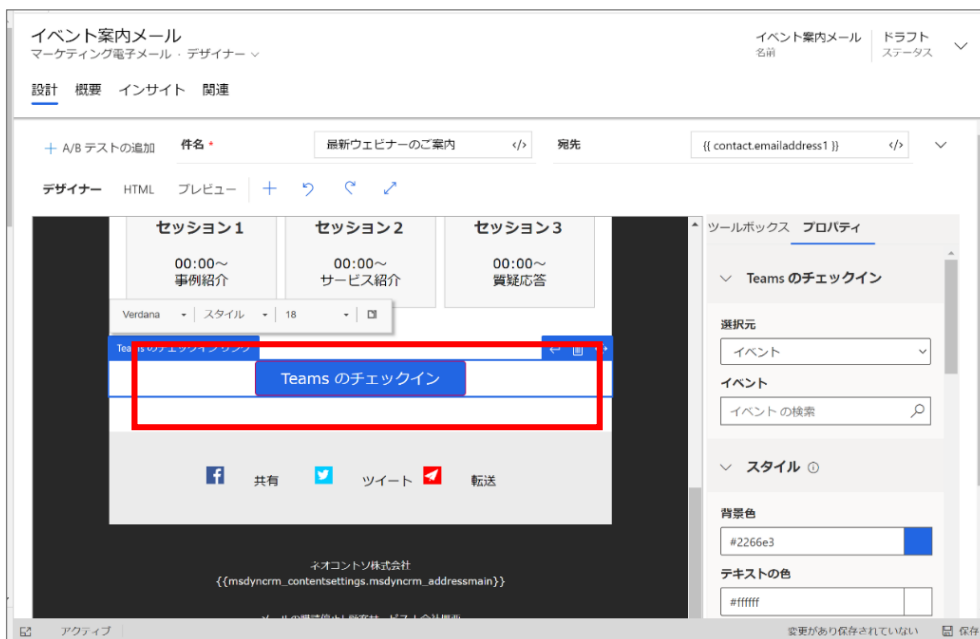 イベント案内メール
マーケティング電子メール · デザイナー
イベント案内メール
名前
ドラフト
ステータス
設計 概要 インサイト 関連
A/B テストの追加
件名 *
最新ウェビナーのご案内 </>
宛先
{{ contact.emailaddress1 }} </>
デザイナー HTML プレビュー
セッション1 セッション2 セッション3
00:00～ 00:00～ 00:00～
事例紹介 サービス紹介 質疑応答
Verdana スタイル 18
Teams のチェックイン リンク
Teams のチェックイン
共有 ツイート 転送
ネオコントソ株式会社
{{msdyncrm_contentsettings.msdyncrm_addressmain}}
ツールボックス プロパティ
Teams のチェックイン
選択元
イベント
イベント
イベント の検索
スタイル
背景色
#2266e3
テキストの色
#ffffff
アクティブ
変更があり保存されていない
保存